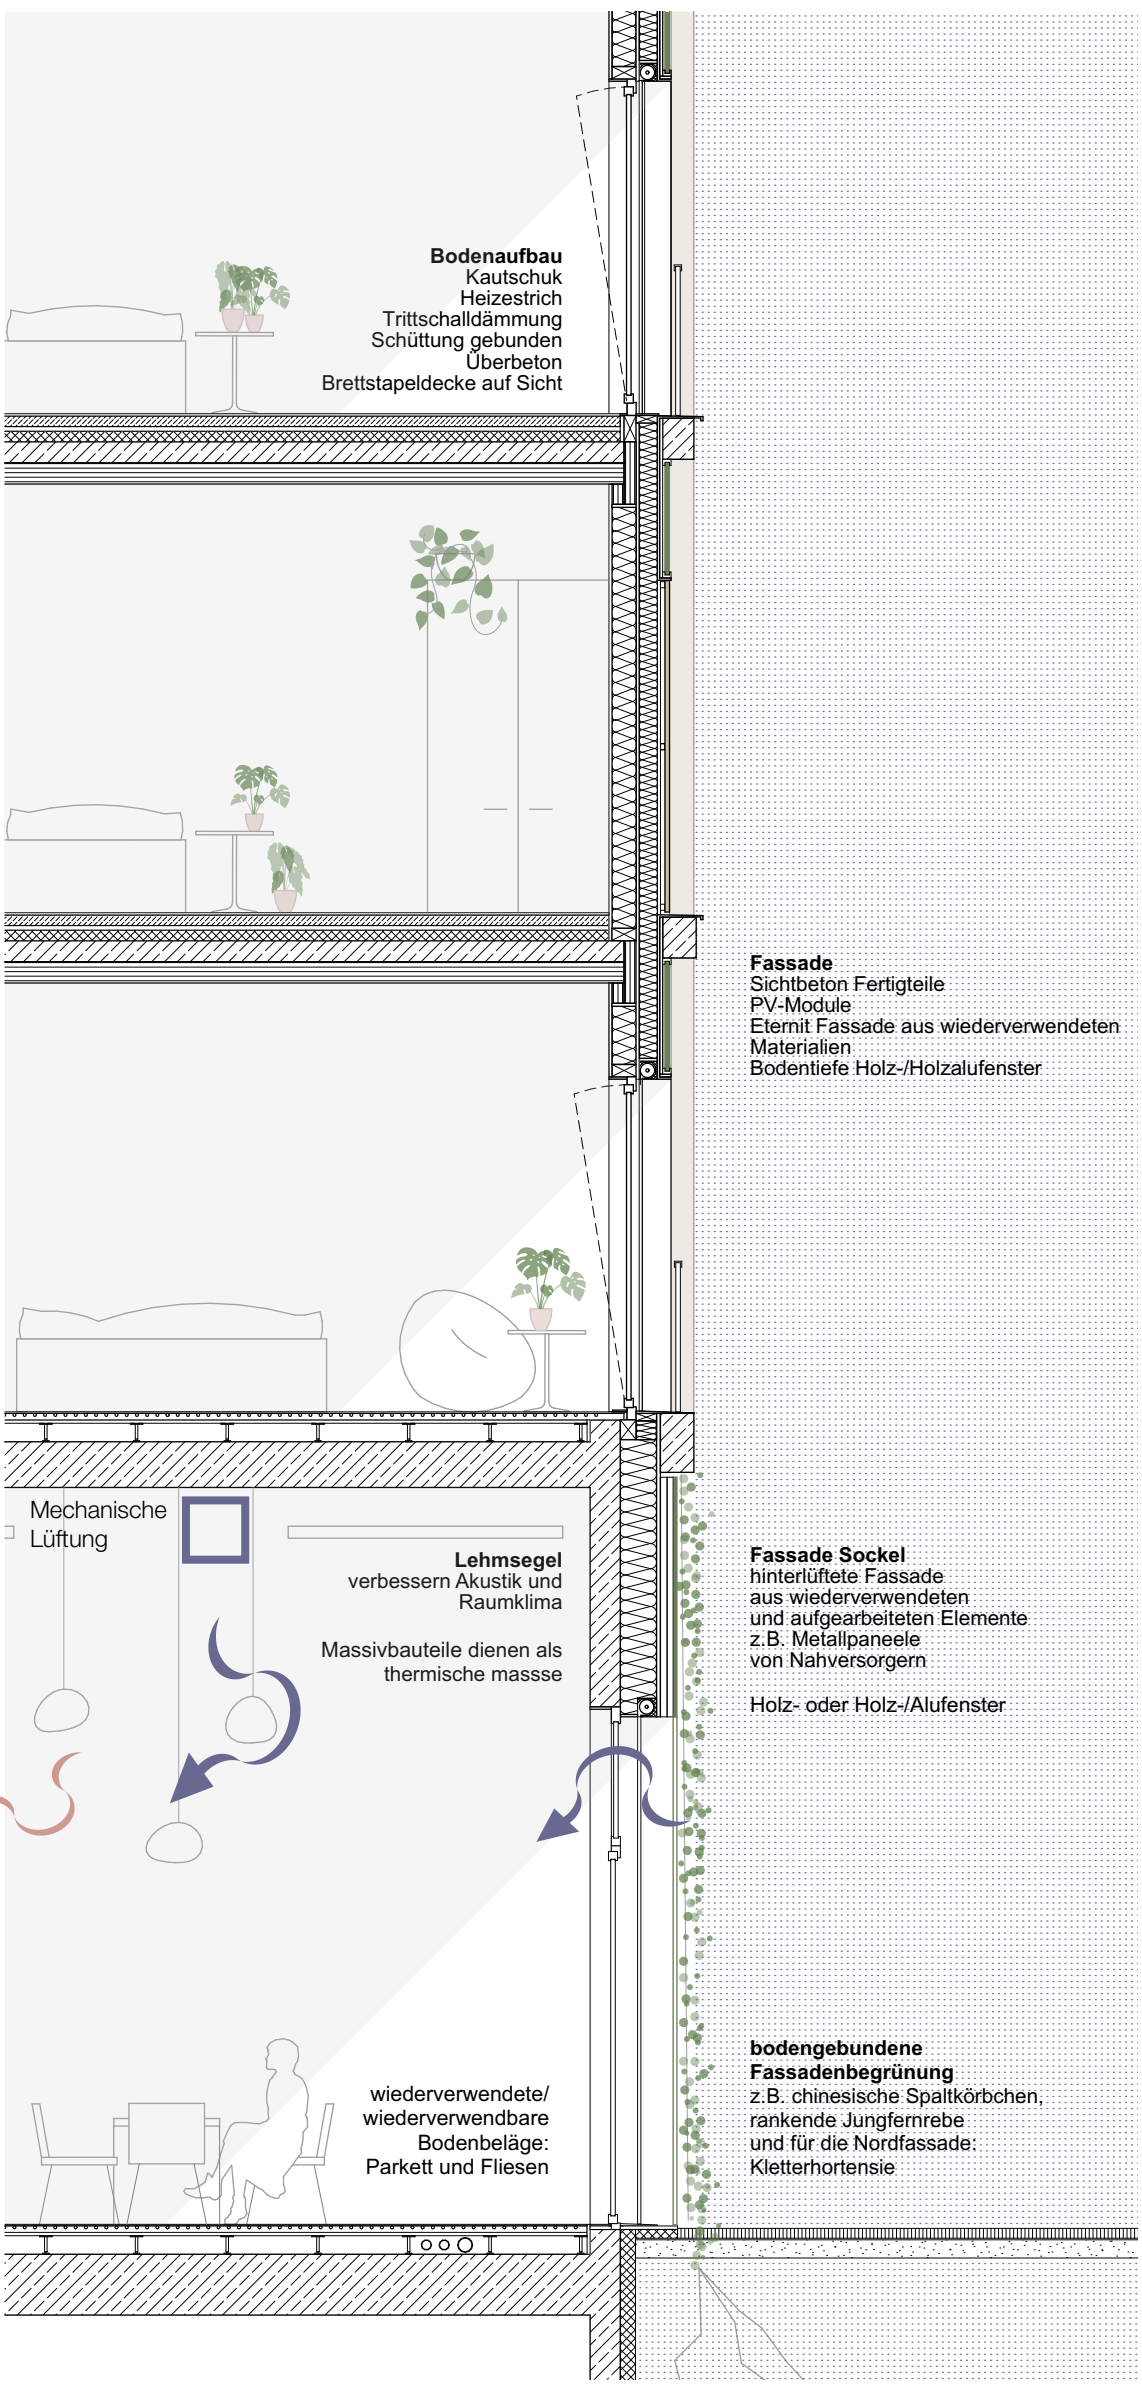 Bodenaufbau
Kautschuk
Heizestrich
Trittschalldämmung
Schüttung gebunden
Überbeton
Brettstapeldecke auf Sicht
Fassade
Sichtbeton Fertigteile
PV-Module
Eternit Fassade aus wiederverwendeten
Materialien
Bodentiefe Holz-/Holzalufenster
Mechanische
Lüftung
Lehmsegel
verbessern Akustik und
Raumklima
Massivbauteile dienen als
thermische massse
Fassade Sockel
hinterlüftete Fassade
aus wiederverwendeten
und aufgearbeiteten Elemente
z.B. Metallpaneele
von Nahversorgern
Holz- oder Holz-/Alufenster
wiederverwendete/
wiederverwendbare
Bodenbeläge:
Parkett und Fliesen
bodengebundene
Fassadenbegrünung
z.B. chinesische Spaltkörbchen,
rankende Jungfernrebe
und für die Nordfassade:
Kletterhortensie